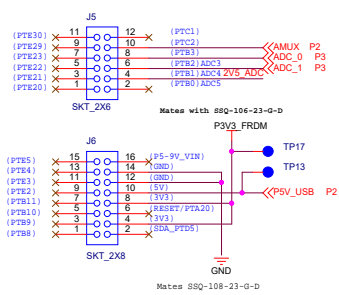 J5
(PTE30) 11 12 (PTC1)
(PTE29) 9 10 (PTC2) AMUX P2
(PTE23) 7 8 (PTB3) ADC_0 P3
(PTE22) 5 6 (PTB2)ADC3 ADC_1 P3
(PTE21) 3 4 (PTB1)ADC4 2V5_ADC
(PTE20) 1 2 (PTB0)ADC5
SKT_2X6
Mates with SSQ-106-23-G-D
P3V3_FRDM
J6
TP17
(PTE5) 15 16 (P5-9V_VIN)
(PTE4) 13 14 (GND) TP13
(PTE3) 11 12 (GND)
(PTE2) 9 10 (5V) P5V_USB P2
(PTB11) 7 8 (3V3)
(PTB10) 5 6 (RESET/PTA20)
(PTB9) 3 4 (3V3)
(PTB8) 1 2 (SDA_PTD5)
SKT_2X8
GND
Mates SSQ-108-23-G-D